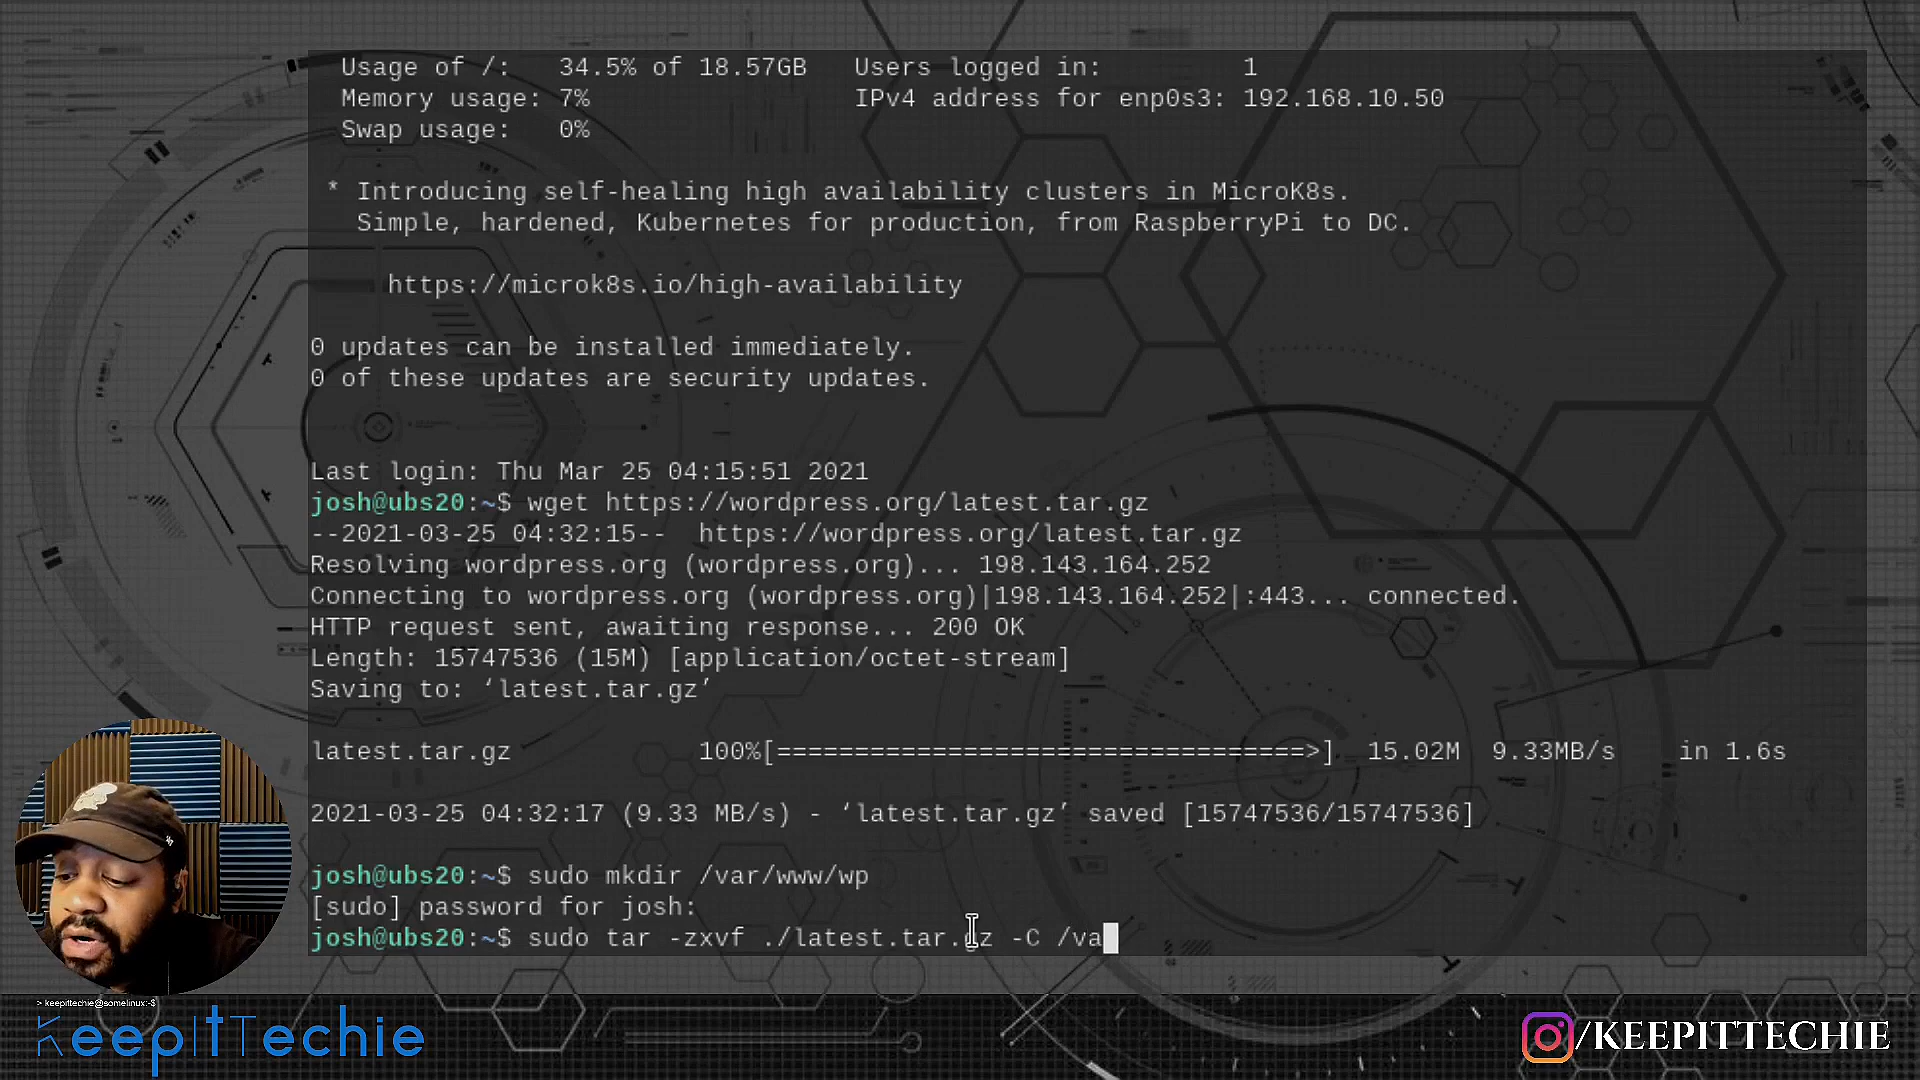 Usage of /:   34.5% of 18.57GB   Users logged in:         1
Memory usage: 7%                 IPv4 address for enp0s3: 192.168.10.50
Swap usage:   0%
* Introducing self-healing high availability clusters in MicroK8s.
Simple, hardened, Kubernetes for production, from RaspberryPi to DC.
https://microk8s.io/high-availability
0 updates can be installed immediately.
0 of these updates are security updates.
Last login: Thu Mar 25 04:15:51 2021
josh@ubs20:~$ wget https://wordpress.org/latest.tar.gz
--2021-03-25 04:32:15--  https://wordpress.org/latest.tar.gz
Resolving wordpress.org (wordpress.org)... 198.143.164.252
Connecting to wordpress.org (wordpress.org)|198.143.164.252|:443... connected.
HTTP request sent, awaiting response... 200 OK
Length: 15747536 (15M) [application/octet-stream]
Saving to: ‘latest.tar.gz’
latest.tar.gz            100%[==================================>]  15.02M  9.33MB/s    in 1.6s
2021-03-25 04:32:17 (9.33 MB/s) - ‘latest.tar.gz’ saved [15747536/15747536]
josh@ubs20:~$ sudo mkdir /var/www/wp
[sudo] password for josh:
josh@ubs20:~$ sudo tar -zxvf ./latest.tar.gz -C /va
> keepittechie@somelinux:~$
KeepItTechie
/KEEPITTECHIE